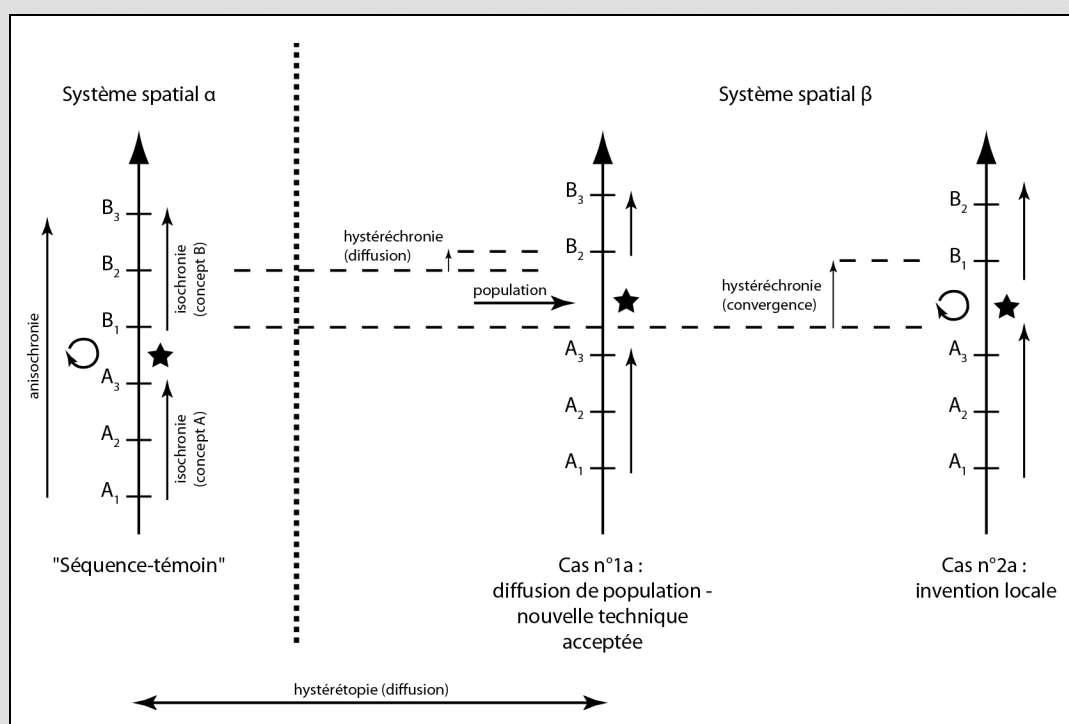 Système spatial α
Système spatial β
anisochronie
B₃
B₂
B₁
A₃
A₂
A₁
isochronie
(concept B)
isochronie
(concept A)
"Séquence-témoin"
hystéréchronie
(diffusion)
population
B₃
B₂
A₃
A₂
A₁
Cas n°1a :
diffusion de population -
nouvelle technique
acceptée
hystéréchronie
(convergence)
B₂
B₁
A₃
A₂
A₁
Cas n°2a :
invention locale
hystérétopie (diffusion)